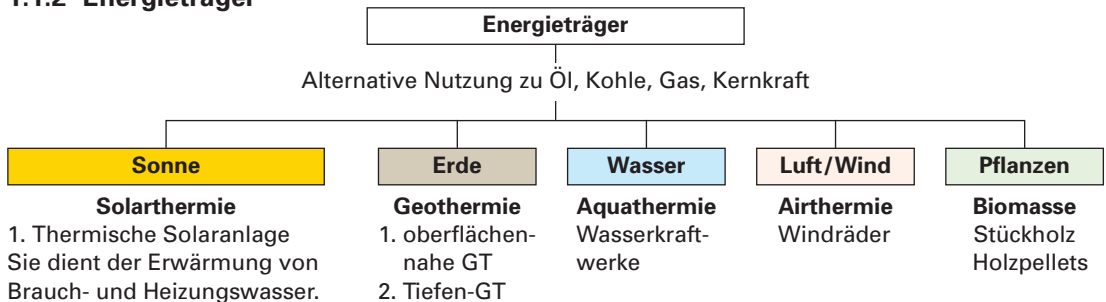 1.1.2 Energieträger
Energieträger
Alternative Nutzung zu Öl, Kohle, Gas, Kernkraft
Sonne
Solarthermie
1. Thermische Solaranlage
Sie dient der Erwärmung von
Brauch- und Heizungswasser.
Erde
Geothermie
1. oberflächen-
nahe GT
2. Tiefen-GT
Wasser
Aquathermie
Wasserkraft-
werke
Luft/Wind
Airthermie
Windräder
Pflanzen
Biomasse
Stückholz
Holzpellets